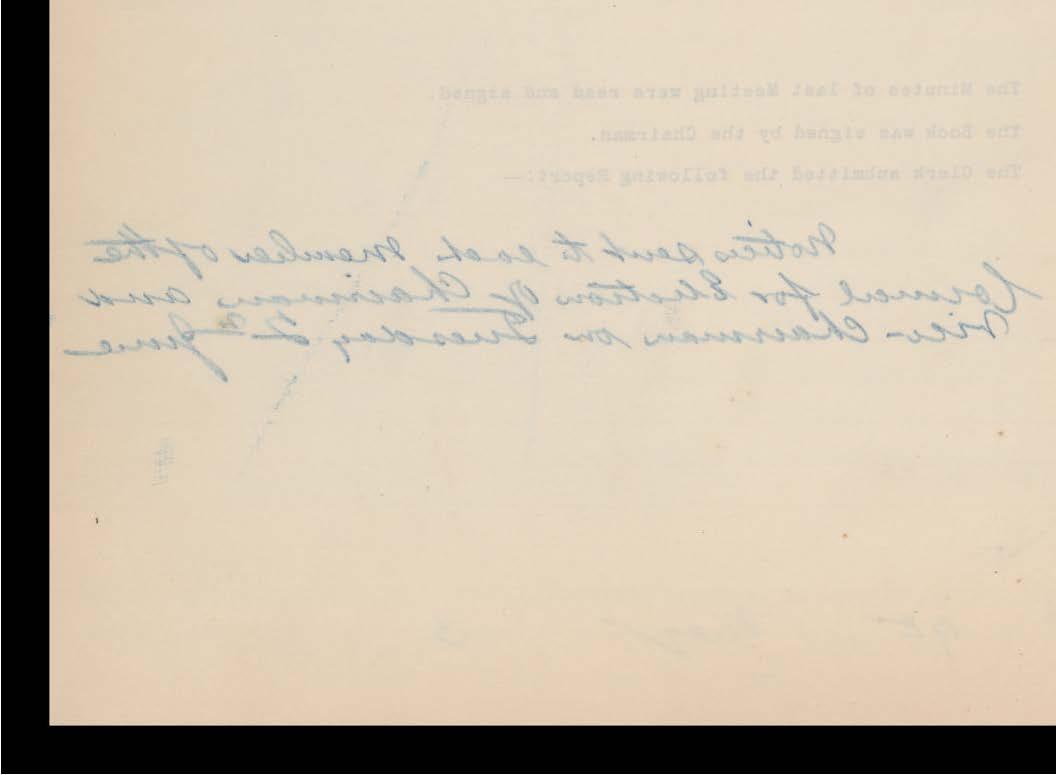 The Minutes of last Meeting were read and signed.
The Book was signed by the Chairman.
The Clerk submitted the following Report:—
Notices sent to each Member of the
Council for Election of Chairman and
Vice-Chairman on Tuesday 2nd June